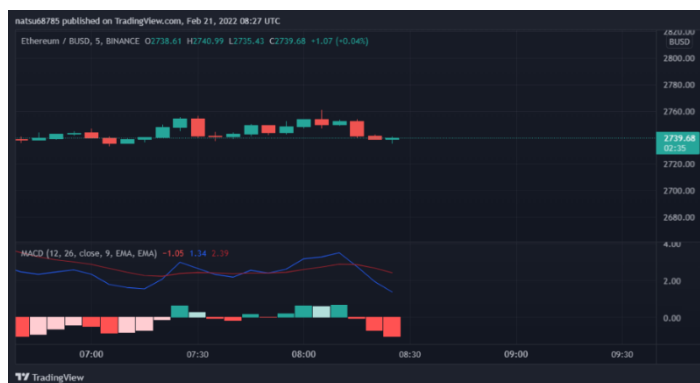 natsu68785 published on TradingView.com, Feb 21, 2022 08:27 UTC
Ethereum / BUSD, 5, BINANCE O2738.61 H2740.99 L2735.43 C2739.68 +1.07 (+0.04%)
2820.00
BUSD
2800.00
2780.00
2760.00
2739.68
02:35
2720.00
2700.00
2680.00
MACD (12, 26, close, 9, EMA, EMA) −1.05 1.34 2.39
4.00
2.00
0.00
07:00 07:30 08:00 08:30 09:00 09:30
TradingView